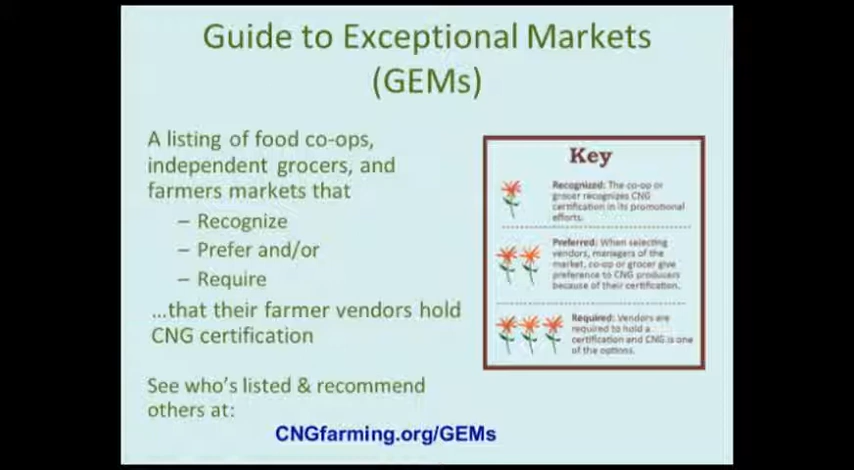 Guide to Exceptional Markets
(GEMs)
A listing of food co-ops,
independent grocers, and
farmers markets that
– Recognize
– Prefer and/or
– Require
...that their farmer vendors hold
CNG certification
See who's listed & recommend
others at:
CNGfarming.org/GEMs
Key
Recognized: The co-op or
grocer recognizes CNG
certification in its promotional
efforts.
Preferred: When selecting
vendors, managers of the
market, co-op or grocer give
preference to CNG producers
because of their certification.
Required: Vendors are
required to hold a
certification and CNG is one
of the options.